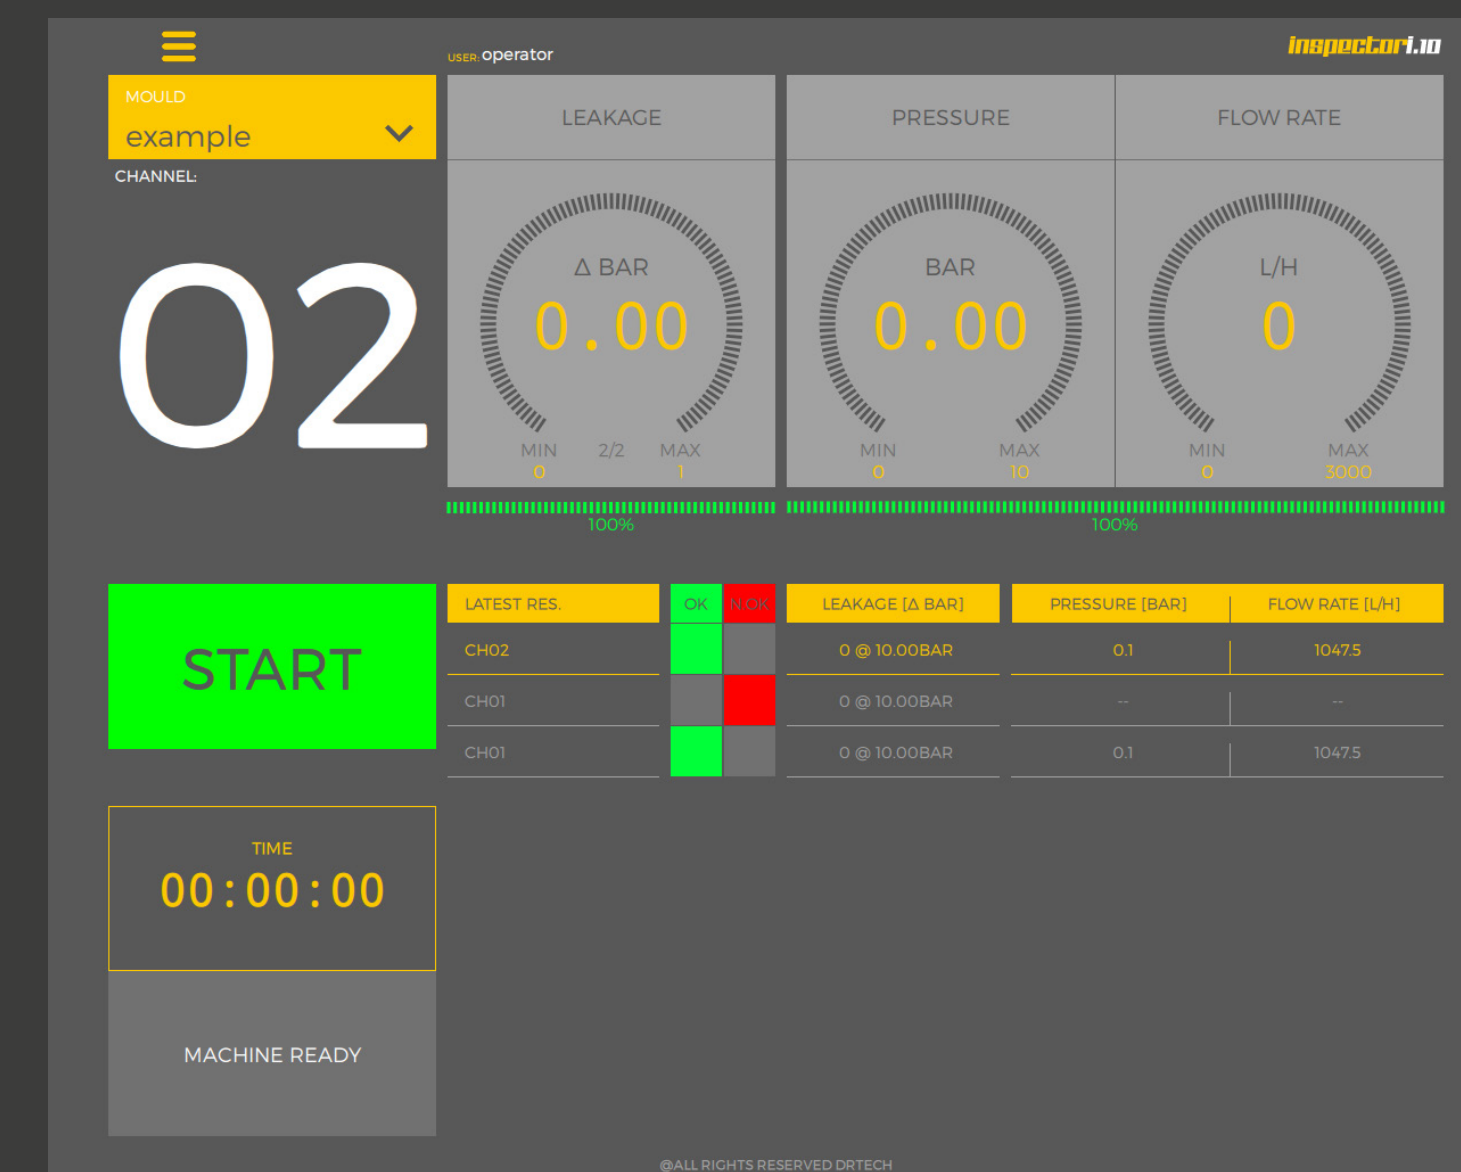 USER: operator
inspectori.10
MOULD
example
CHANNEL:
02
LEAKAGE
PRESSURE
FLOW RATE
Δ BAR
0.00
MIN 2/2 MAX
0 1
BAR
0.00
MIN MAX
0 10
L/H
0
MIN MAX
0 3000
100%
100%
START
LATEST RES. OK N.OK LEAKAGE [Δ BAR] PRESSURE [BAR] FLOW RATE [L/H]
CH02 0 @ 10.00BAR 0.1 1047.5
CH01 0 @ 10.00BAR -- --
CH01 0 @ 10.00BAR 0.1 1047.5
TIME
00:00:00
MACHINE READY
@ALL RIGHTS RESERVED DRTECH